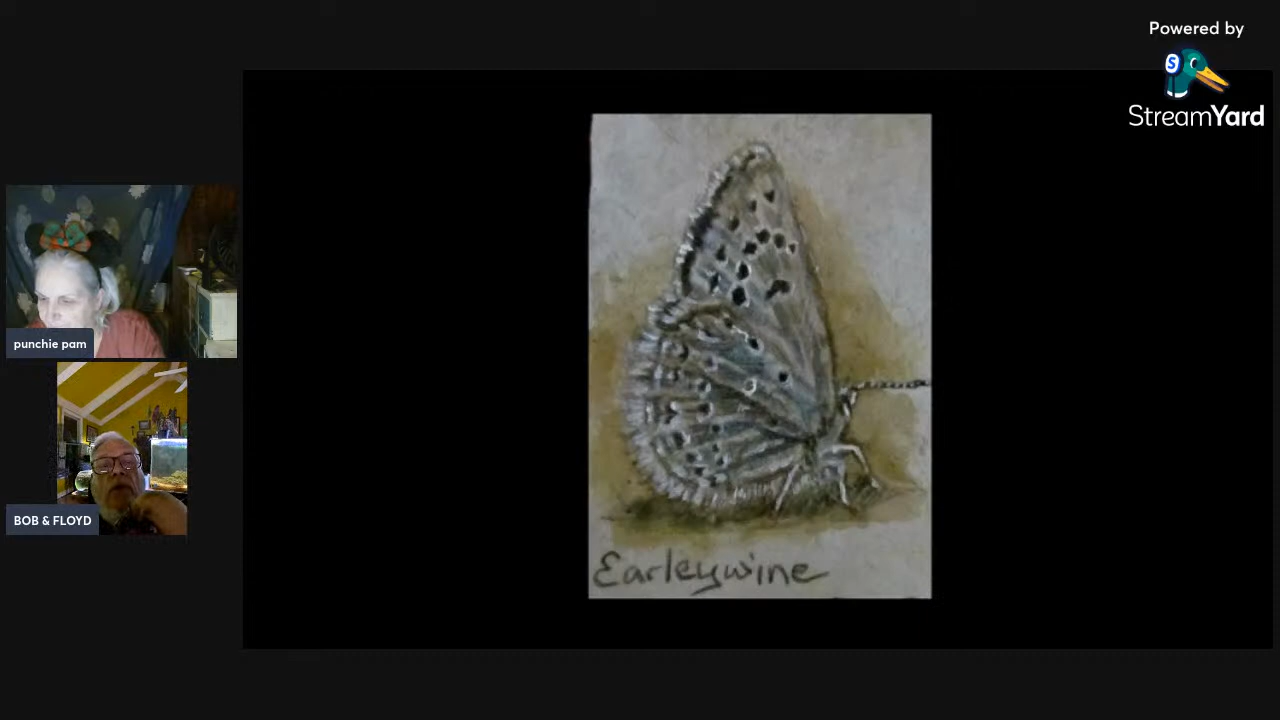 Powered by
S
StreamYard
punchie pam
BOB & FLOYD
Earleywine